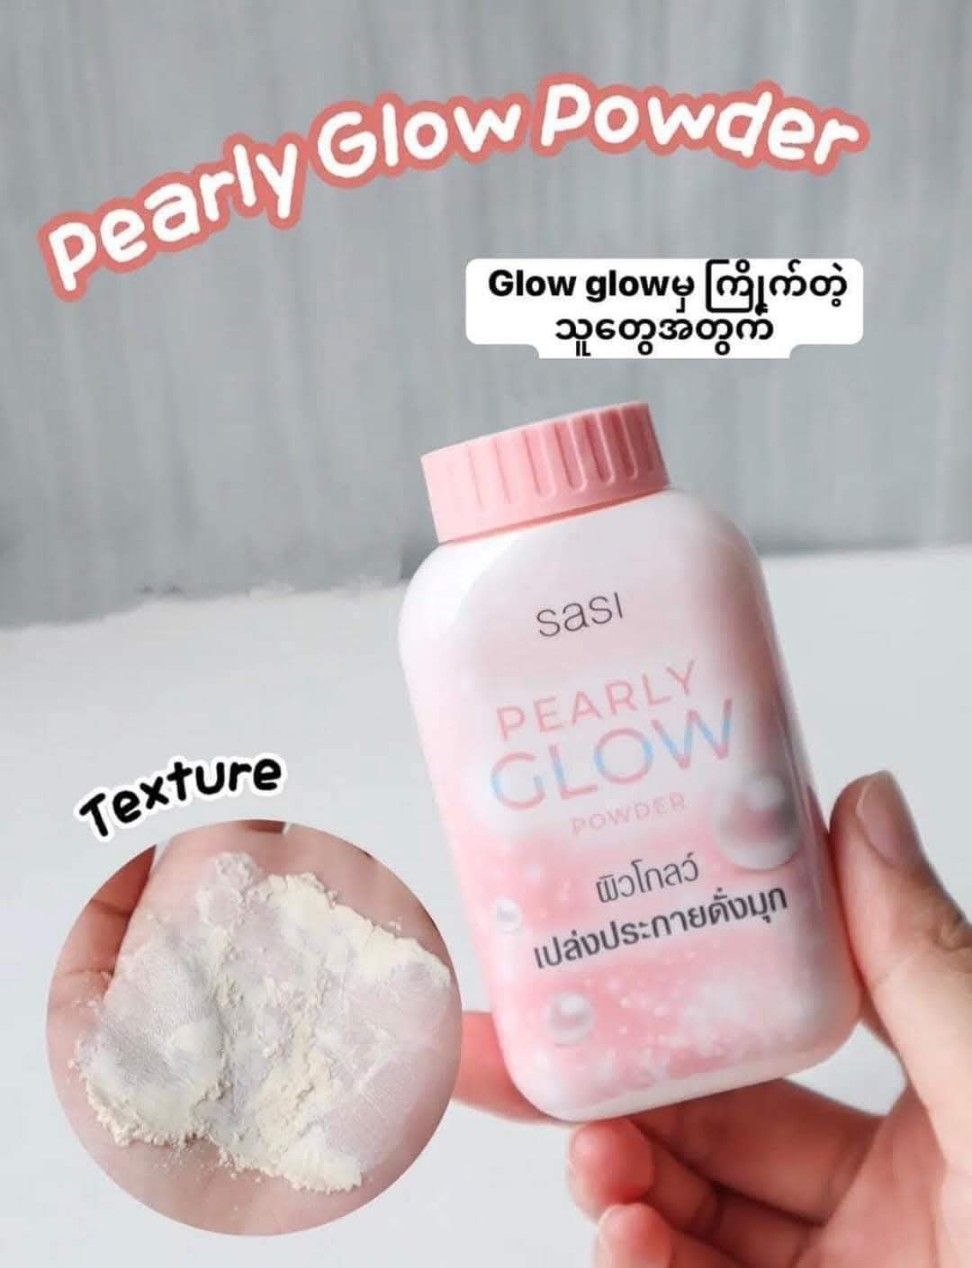 Pearly Glow Powder
Glow glowမှ ကြိုက်တဲ့
သူတွေအတွက်
sasi
PEARLY
GLOW
POWDER
ผิวโกลว์
เปล่งประกายดั่งมุก
Texture